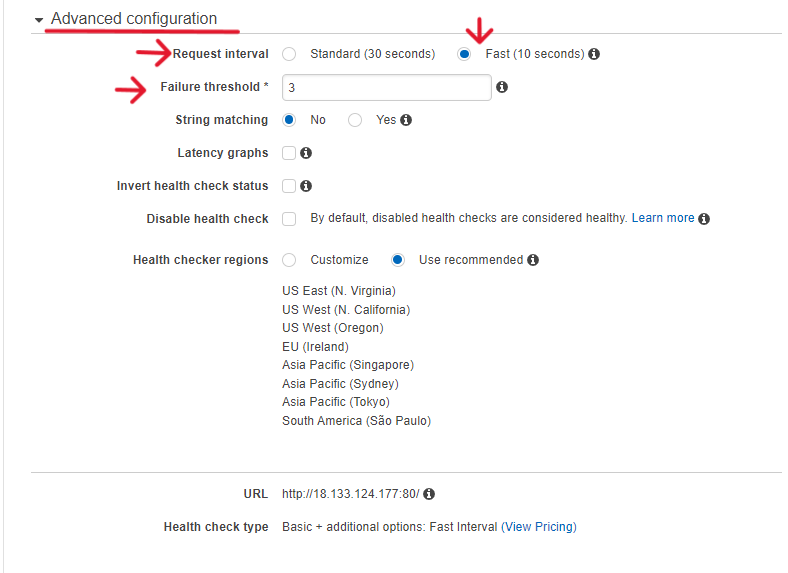 Advanced configuration
Request interval Standard (30 seconds) Fast (10 seconds)
Failure threshold * 3
String matching No Yes
Latency graphs
Invert health check status
Disable health check By default, disabled health checks are considered healthy. Learn more
Health checker regions Customize Use recommended
US East (N. Virginia)
US West (N. California)
US West (Oregon)
EU (Ireland)
Asia Pacific (Singapore)
Asia Pacific (Sydney)
Asia Pacific (Tokyo)
South America (São Paulo)
URL http://18.133.124.177:80/
Health check type Basic + additional options: Fast Interval (View Pricing)